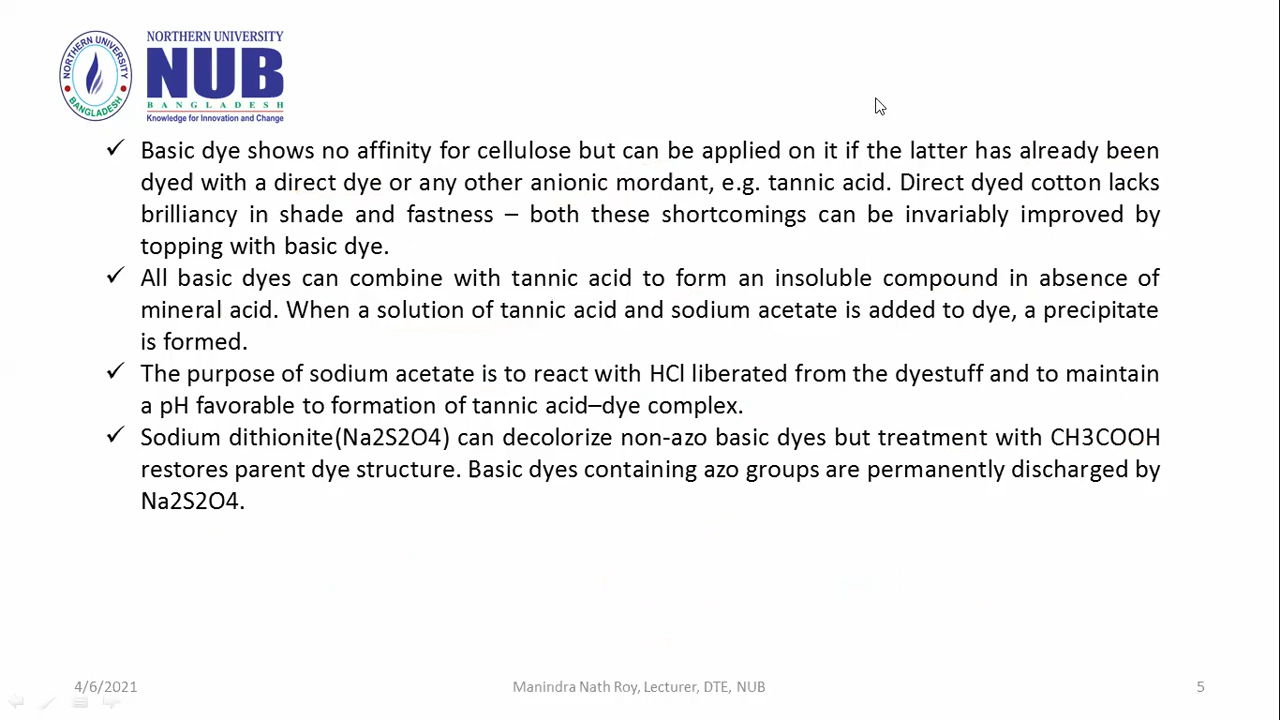 NORTHERN UNIVERSITY
BANGLADESH
NORTHERN UNIVERSITY
NUB
BANGLADESH
Knowledge for Innovation and Change
✓ Basic dye shows no affinity for cellulose but can be applied on it if the latter has already been
dyed with a direct dye or any other anionic mordant, e.g. tannic acid. Direct dyed cotton lacks
brilliancy in shade and fastness – both these shortcomings can be invariably improved by
topping with basic dye.
✓ All basic dyes can combine with tannic acid to form an insoluble compound in absence of
mineral acid. When a solution of tannic acid and sodium acetate is added to dye, a precipitate
is formed.
✓ The purpose of sodium acetate is to react with HCl liberated from the dyestuff and to maintain
a pH favorable to formation of tannic acid–dye complex.
✓ Sodium dithionite(Na2S2O4) can decolorize non-azo basic dyes but treatment with CH3COOH
restores parent dye structure. Basic dyes containing azo groups are permanently discharged by
Na2S2O4.
4/6/2021
Manindra Nath Roy, Lecturer, DTE, NUB
5